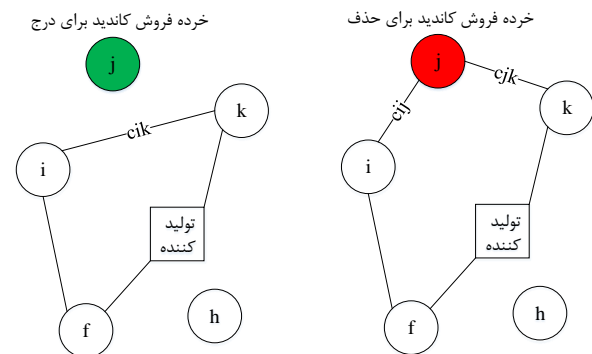 خرده فروش کاندید برای درج
خرده فروش کاندید برای حذف
j
cik
k
i
تولید
کننده
f
h
j
cij
cjk
k
i
تولید
کننده
f
h